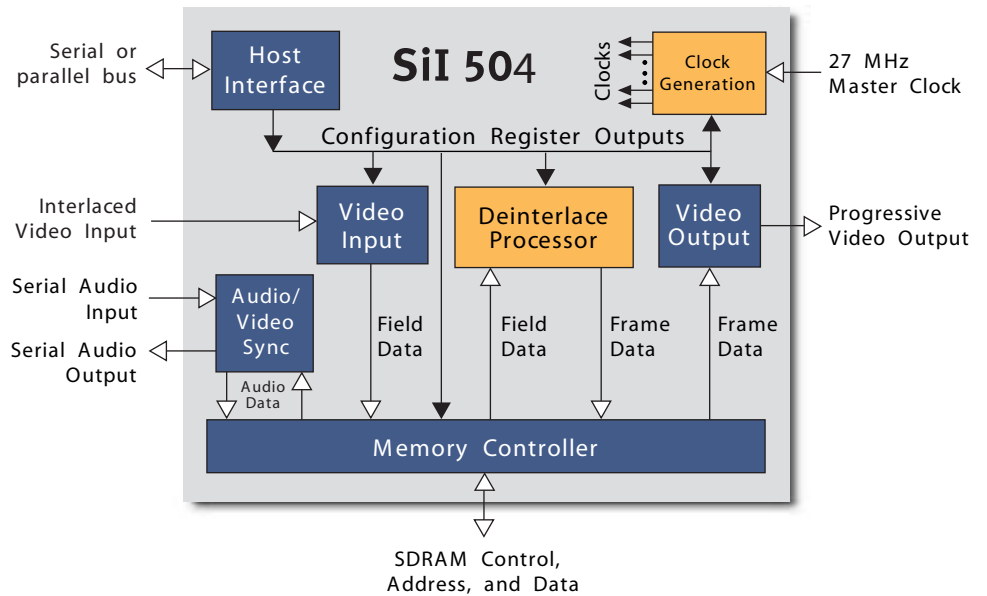 Serial or
parallel bus
Host
Interface
SiI 504
Clocks
Clock
Generation
27 MHz
Master Clock
Configuration Register Outputs
Interlaced
Video Input
Video
Input
Deinterlace
Processor
Video
Output
Progressive
Video Output
Serial Audio
Input
Serial Audio
Output
Audio/
Video
Sync
Audio
Data
Field
Data
Field
Data
Frame
Data
Frame
Data
Memory Controller
SDRAM Control,
Address, and Data